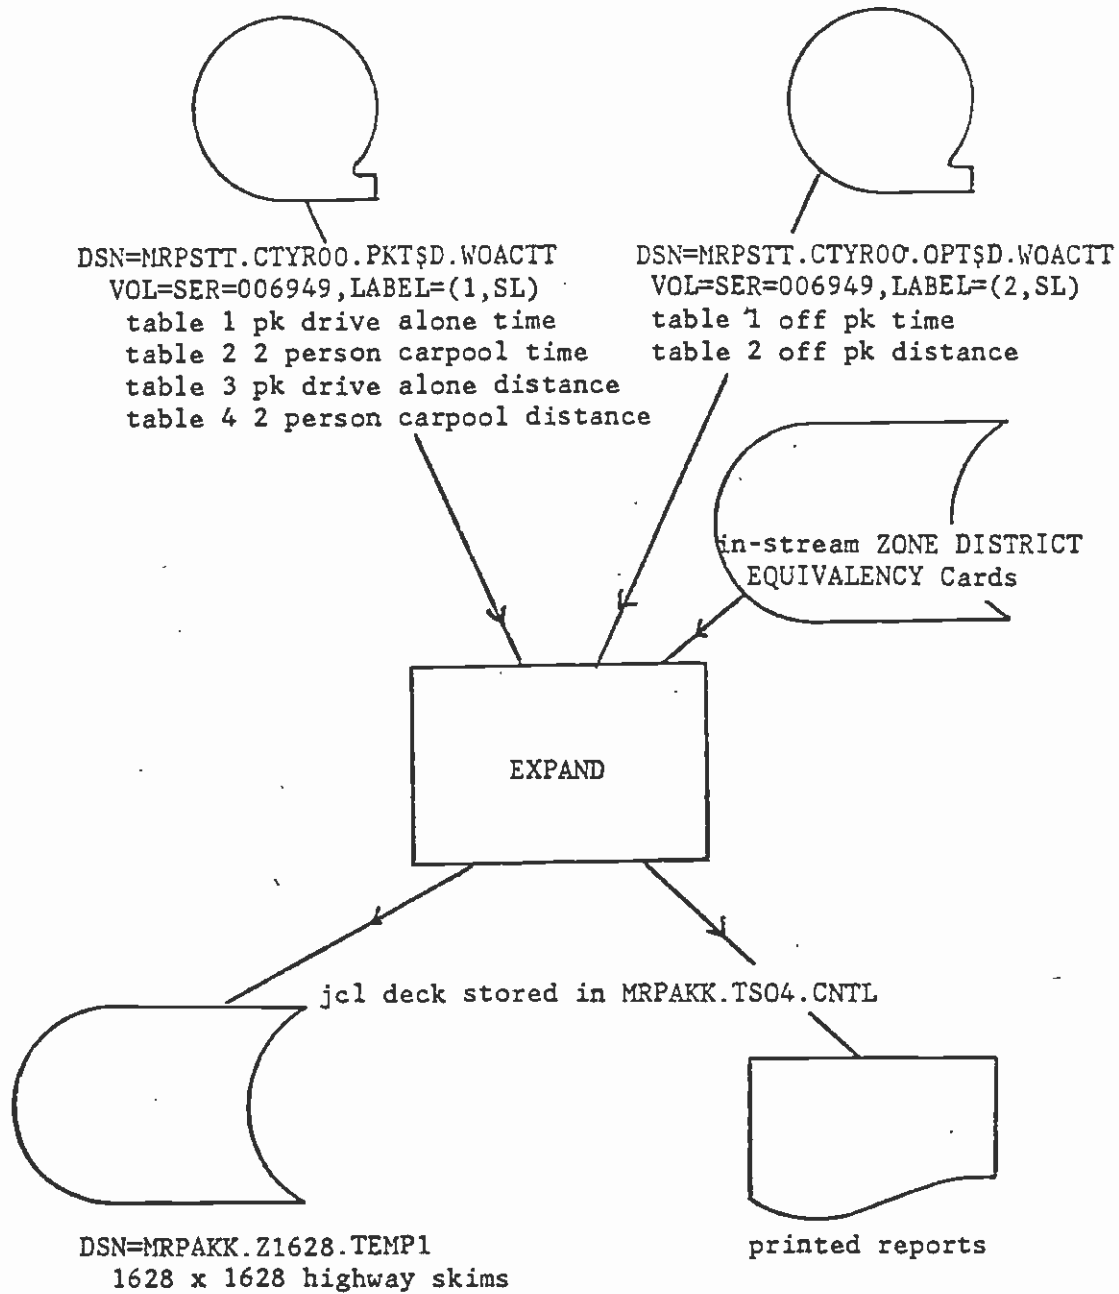 DSN=MRPSTT.CTYR00.PKT$D.WOACTT
VOL=SER=006949,LABEL=(1,SL)
table 1 pk drive alone time
table 2 2 person carpool time
table 3 pk drive alone distance
table 4 2 person carpool distance
DSN=MRPSTT.CTYR00.OPT$D.WOACTT
VOL=SER=006949,LABEL=(2,SL)
table 1 off pk time
table 2 off pk distance
in-stream ZONE DISTRICT
EQUIVALENCY Cards
EXPAND
jcl deck stored in MRPAKK.TSO4.CNTL
DSN=MRPAKK.Z1628.TEMP1
1628 x 1628 highway skims
printed reports